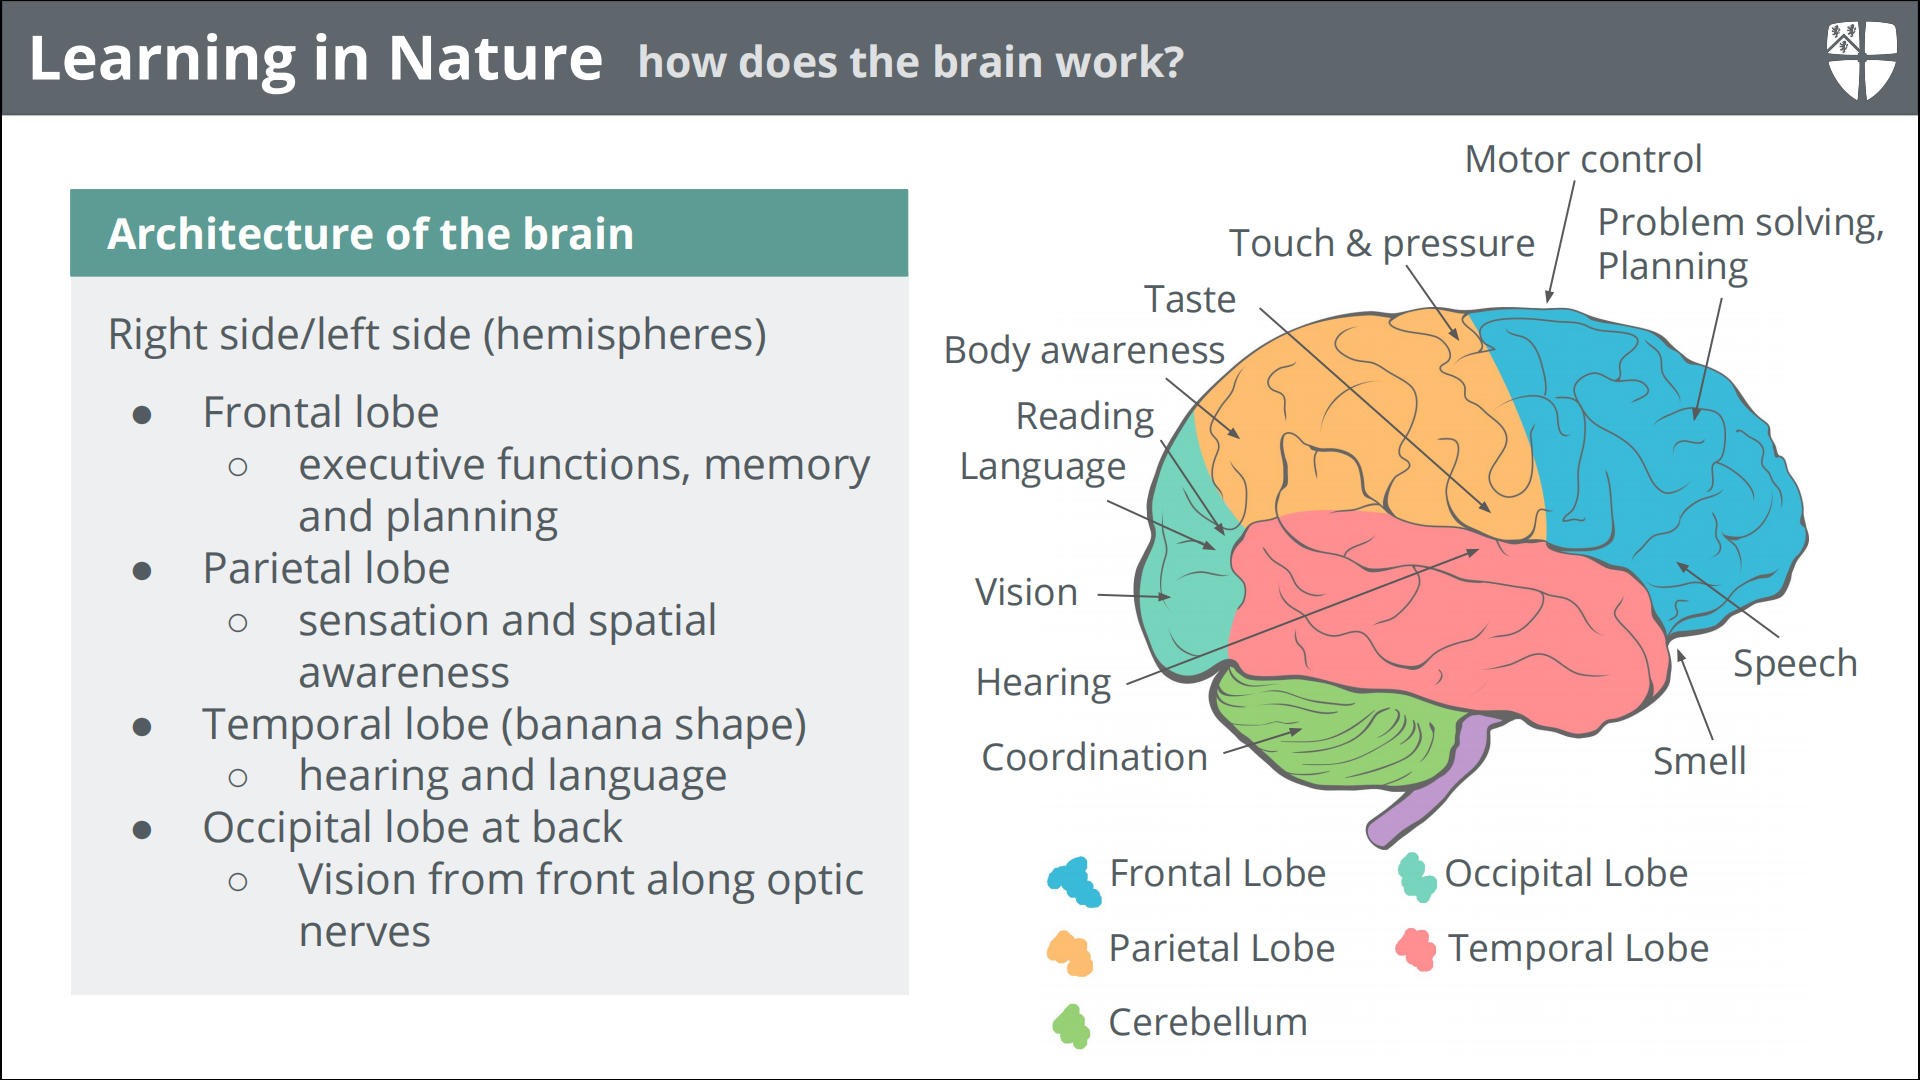 Learning in Nature how does the brain work?
Architecture of the brain
Right side/left side (hemispheres)
● Frontal lobe
○ executive functions, memory
and planning
● Parietal lobe
○ sensation and spatial
awareness
● Temporal lobe (banana shape)
○ hearing and language
● Occipital lobe at back
○ Vision from front along optic
nerves
Motor control
Problem solving,
Planning
Touch & pressure
Taste
Body awareness
Reading
Language
Vision
Hearing
Coordination
Speech
Smell
Frontal Lobe
Occipital Lobe
Parietal Lobe
Temporal Lobe
Cerebellum